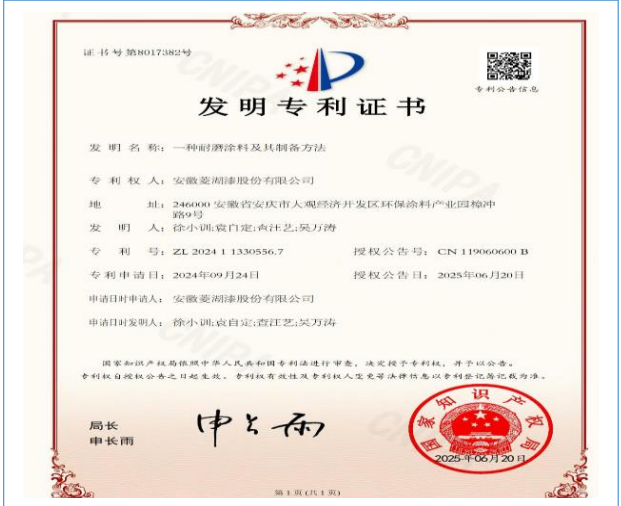 证书号第8017382号
专利公告信息
发明专利证书
发 明 名 称：一种耐磨涂料及其制备方法
专 利 权 人：安徽菱湖漆股份有限公司
地 址：246000 安徽省安庆市大观经济开发区环保涂料产业园樟冲
路9号
发 明 人：徐小训;袁自定;查汪艺;吴万涛
专 利 号：ZL 2024 1 1330556.7 授权公告号：CN 119060600 B
专利申请日：2024年09月24日 授权公告日：2025年06月20日
申请日时申请人：安徽菱湖漆股份有限公司
申请日时发明人：徐小训;袁自定;查汪艺;吴万涛
国家知识产权局依照中华人民共和国专利法进行审查，决定授予专利权，并予以公告。
专利权自授权公告之日起生效。专利权有效性及专利权人变更等法律信息以专利登记簿记载为准。
局长
申长雨
申长雨
国家知识产权局
2025年06月20日
第 1 页 (共 1 页)
CNIPA
CNIPA